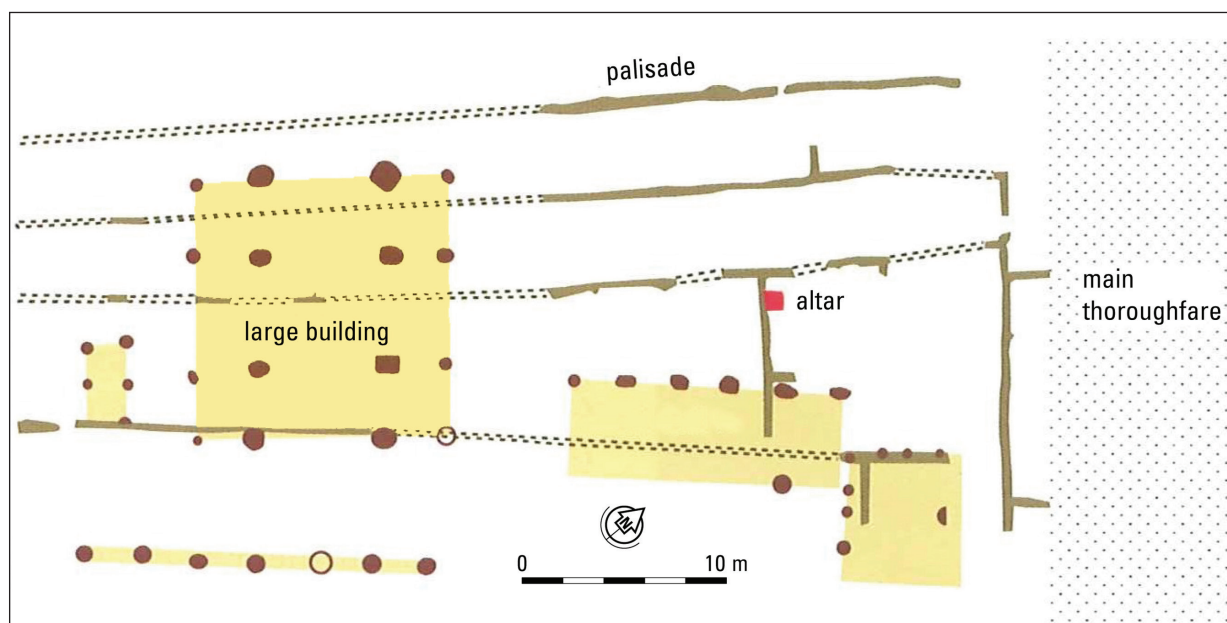 palisade
altar
main
thoroughfare
large building
N
0 10 m